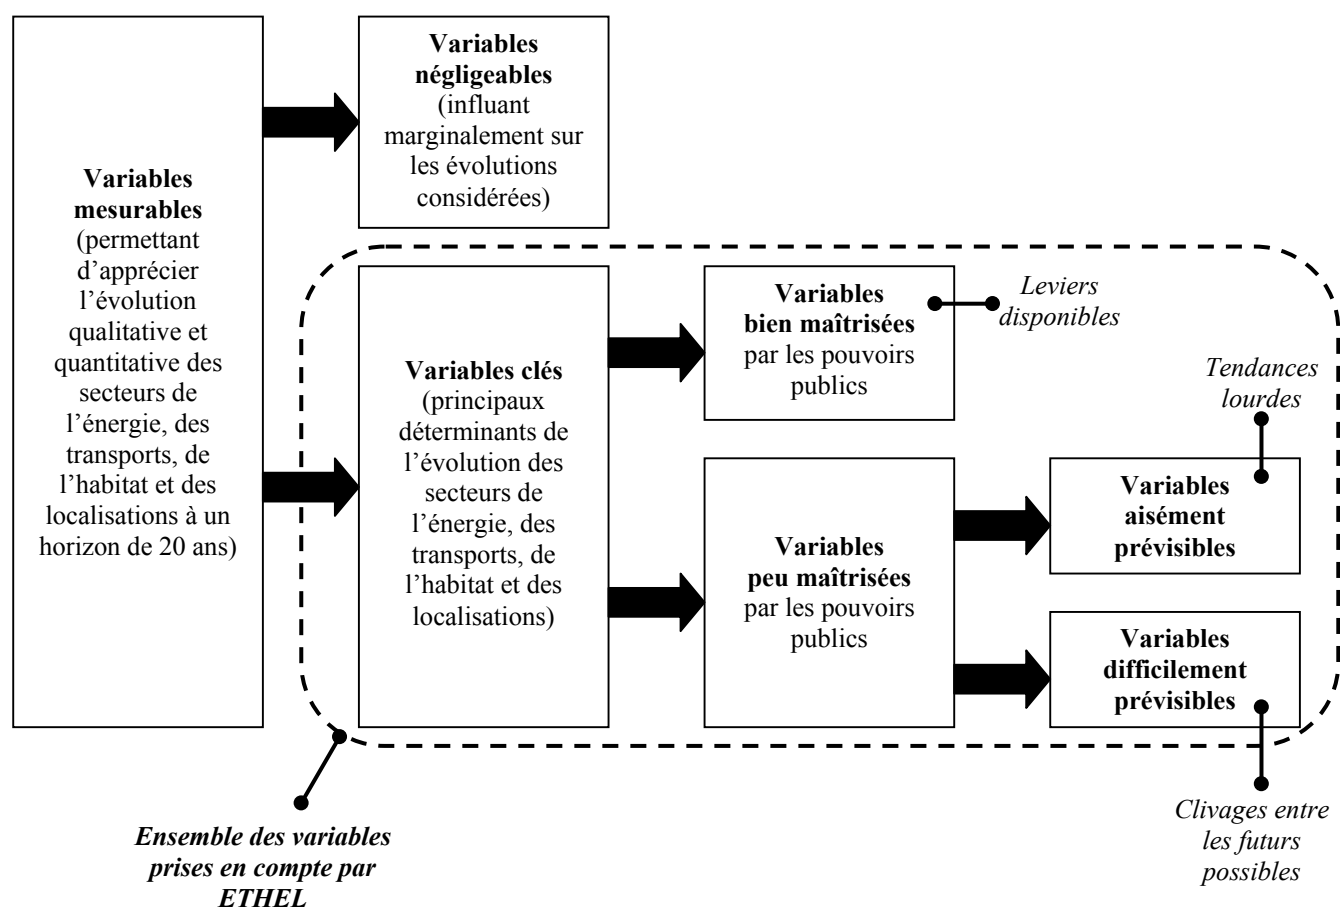 Variables
mesurables
(permettant
d’apprécier
l’évolution
qualitative et
quantitative des
secteurs de
l’énergie, des
transports, de
l’habitat et des
localisations à un
horizon de 20 ans)
Variables
négligeables
(influant
marginalement sur
les évolutions
considérées)
Variables clés
(principaux
déterminants de
l’évolution des
secteurs de
l’énergie, des
transports, de
l’habitat et des
localisations)
Variables
bien maîtrisées
par les pouvoirs
publics
Leviers
disponibles
Variables
peu maîtrisées
par les pouvoirs
publics
Tendances
lourdes
Variables
aisément
prévisibles
Variables
difficilement
prévisibles
Clivages entre
les futurs
possibles
Ensemble des variables
prises en compte par
ETHEL